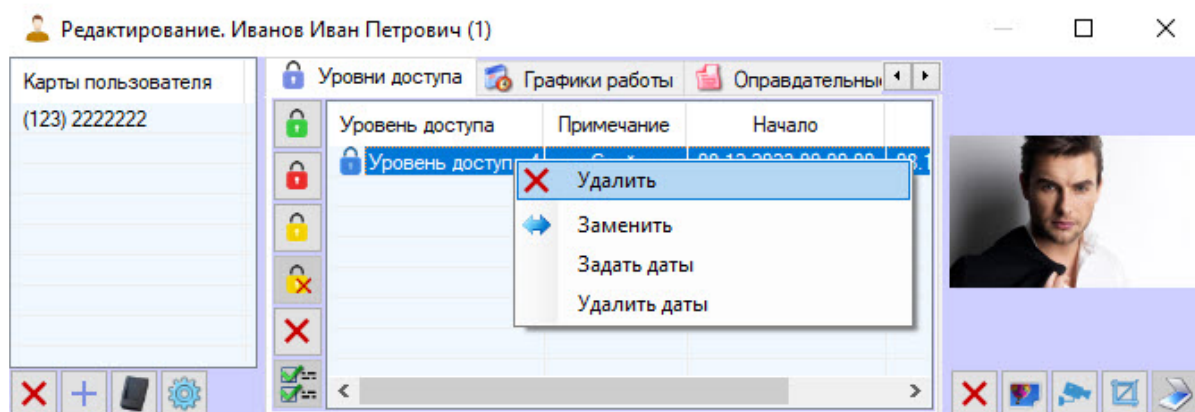 Редактирование. Иванов Иван Петрович (1)
Карты пользователя
(123) 2222222
Уровни доступа
Графики работы
Уровень доступа
Примечание
Начало
Уровень
Удалить
Заменить
Задать даты
Удалить даты